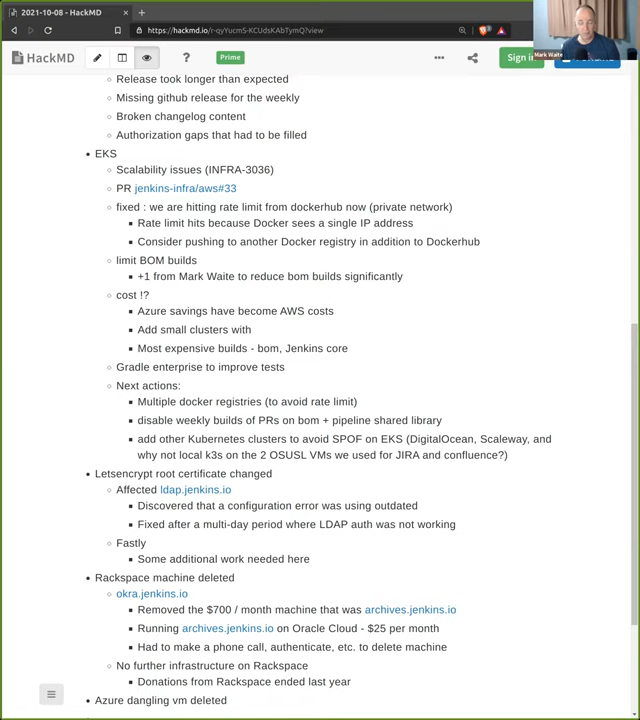 2021-10-08 - HackMD
https://hackmd.io/r-qyYucmS-KCUdsKAbTymQ?view
HackMD
Prime
Sign in
Mark Waite
Release took longer than expected
Missing github release for the weekly
Broken changelog content
Authorization gaps that had to be filled
EKS
Scalability issues (INFRA-3036)
PR jenkins-infra/aws#33
fixed : we are hitting rate limit from dockerhub now (private network)
Rate limit hits because Docker sees a single IP address
Consider pushing to another Docker registry in addition to Dockerhub
limit BOM builds
+1 from Mark Waite to reduce bom builds significantly
cost !?
Azure savings have become AWS costs
Add small clusters with
Most expensive builds - bom, Jenkins core
Gradle enterprise to improve tests
Next actions:
Multiple docker registries (to avoid rate limit)
disable weekly builds of PRs on bom + pipeline shared library
add other Kubernetes clusters to avoid SPOF on EKS (DigitalOcean, Scaleway, and
why not local k3s on the 2 OSUSL VMs we used for JIRA and confluence?)
Letsencrypt root certificate changed
Affected ldap.jenkins.io
Discovered that a configuration error was using outdated
Fixed after a multi-day period where LDAP auth was not working
Fastly
Some additional work needed here
Rackspace machine deleted
okra.jenkins.io
Removed the $700 / month machine that was archives.jenkins.io
Running archives.jenkins.io on Oracle Cloud - $25 per month
Had to make a phone call, authenticate, etc. to delete machine
No further infrastructure on Rackspace
Donations from Rackspace ended last year
Azure dangling vm deleted